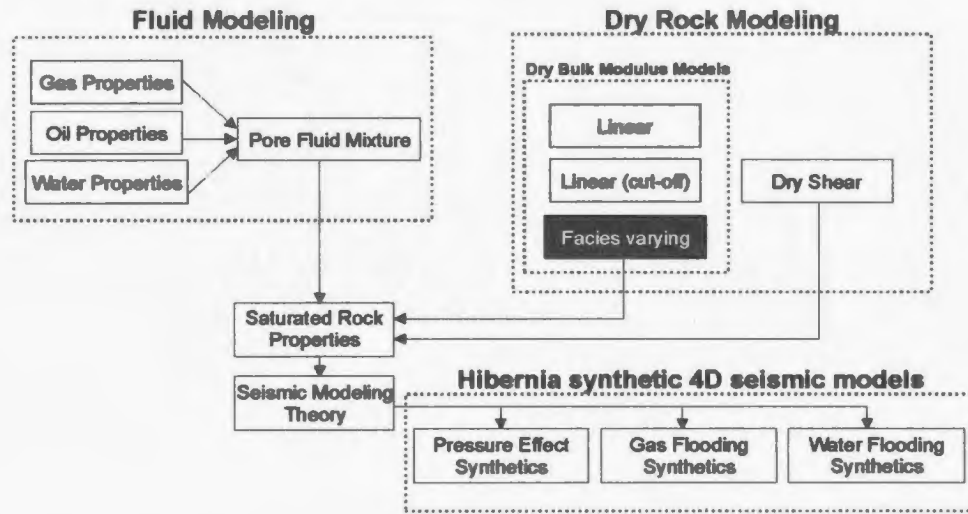 Fluid Modeling
Gas Properties
Oil Properties
Water Properties
Pore Fluid Mixture
Dry Rock Modeling
Dry Bulk Modulus Models
Linear
Linear (cut-off)
Facies varying
Dry Shear
Saturated Rock
Properties
Seismic Modeling
Theory
Hibernia synthetic 4D seismic models
Pressure Effect
Synthetics
Gas Flooding
Synthetics
Water Flooding
Synthetics